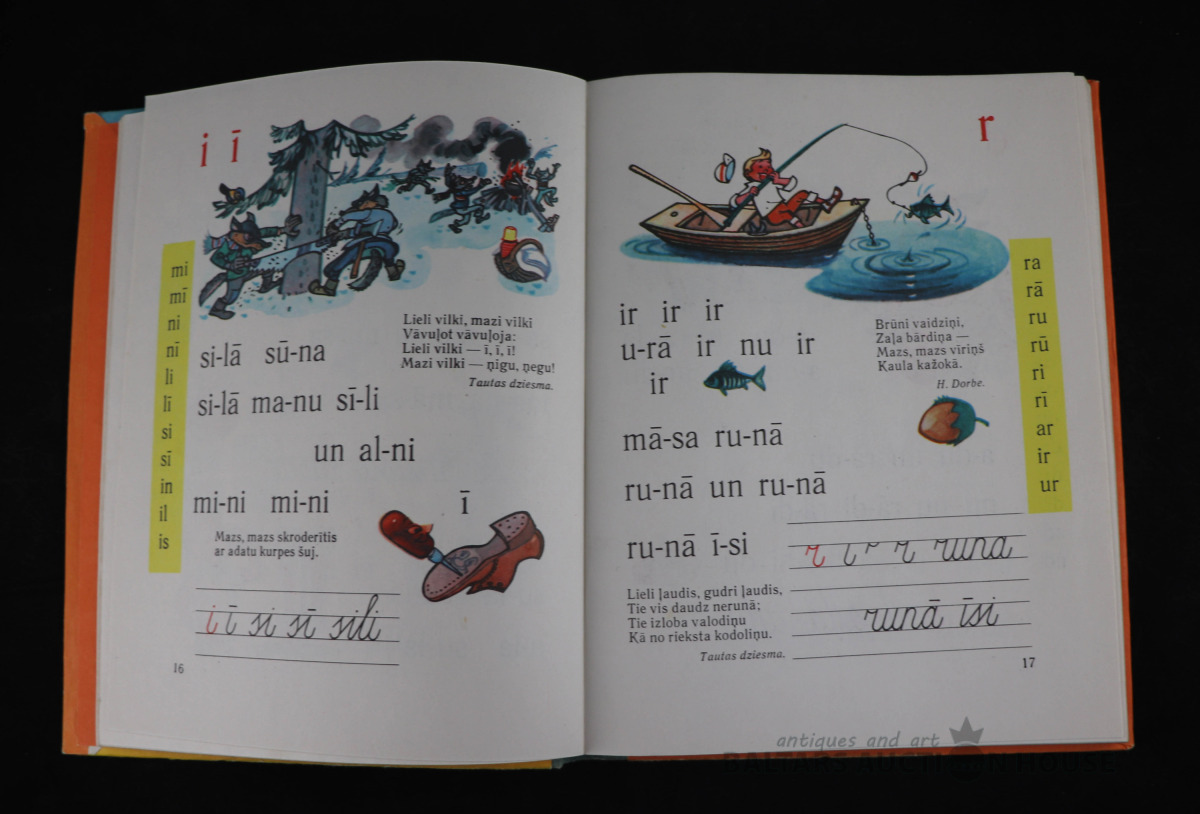 i ī
mi
mī
ni
nī
li
lī
si
sī
in
il
is
Lieli vilki, mazi vilki
Vāvuļot vāvuļoja:
Lieli vilki — ī, ī, ī!
Mazi vilki — ņigu, ņegu!
Tautas dziesma.
si-lā sū-na
si-lā ma-nu sī-li
un al-ni
mi-ni mi-ni
ī
Mazs, mazs skroderītis
ar adatu kurpes šuj.
i ī si sī sili
16
r
ra
rā
ru
rū
ri
rī
ar
ir
ur
ir ir ir
u-rā ir nu ir
ir
Brūni vaidziņi,
Zaļa bārdiņa —
Mazs, mazs vīriņš
Kaula kažokā.
H. Dorbe.
mā-sa ru-nā
ru-nā un ru-nā
ru-nā ī-si
Lieli ļaudis, gudri ļaudis,
Tie vis daudz nerunā;
Tie izloba valodiņu
Kā no rieksta kodoliņu.
Tautas dziesma.
runā
runā īsi
17
antiques and art